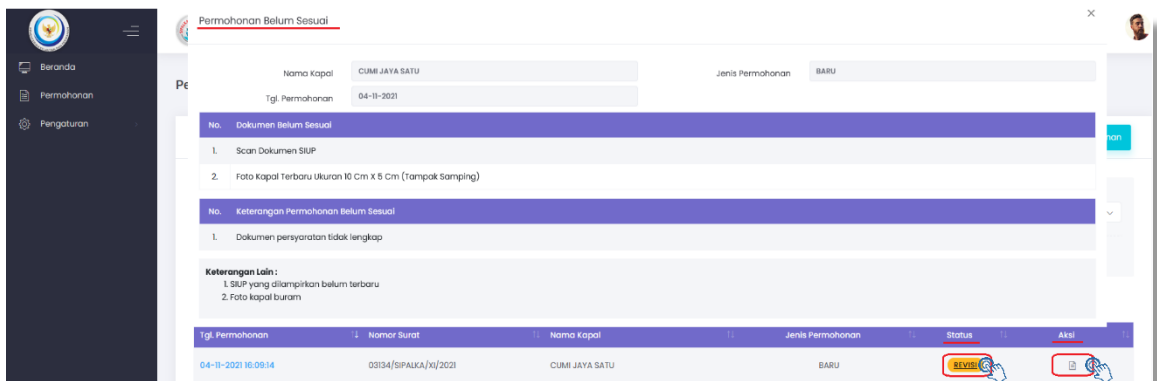 Permohonan Belum Sesuai
×
Beranda
Permohonan
Pengaturan
Pe
Nama Kapal CUMI JAYA SATU Jenis Permohonan BARU
Tgl. Permohonan 04-11-2021
No. Dokumen Belum Sesuai
1. Scan Dokumen SIUP
2. Foto Kapal Terbaru Ukuran 10 Cm X 5 Cm (Tampak Samping)
nan
No. Keterangan Permohonan Belum Sesuai
1. Dokumen persyaratan tidak lengkap
Keterangan Lain :
1. SIUP yang dilampirkan belum terbaru
2. Foto kapal buram
Tgl. Permohonan Nomor Surat Nama Kapal Jenis Permohonan Status Aksi
04-11-2021 16:09:14 03134/SIPALKA/XI/2021 CUMI JAYA SATU BARU REVISI